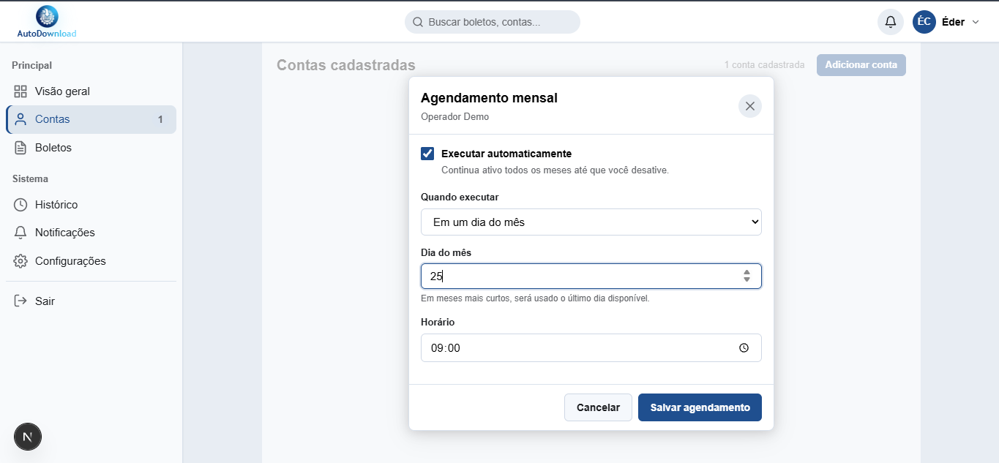 AutoDownload
Buscar boletos, contas...
ÉC
Éder
Principal
Visão geral
Contas
1
Boletos
Sistema
Histórico
Notificações
Configurações
Sair
N
Contas cadastradas
1 conta cadastrada
Adicionar conta
Agendamento mensal
Operador Demo
Executar automaticamente
Continua ativo todos os meses até que você desative.
Quando executar
Em um dia do mês
Dia do mês
25
Em meses mais curtos, será usado o último dia disponível.
Horário
09:00
Cancelar
Salvar agendamento